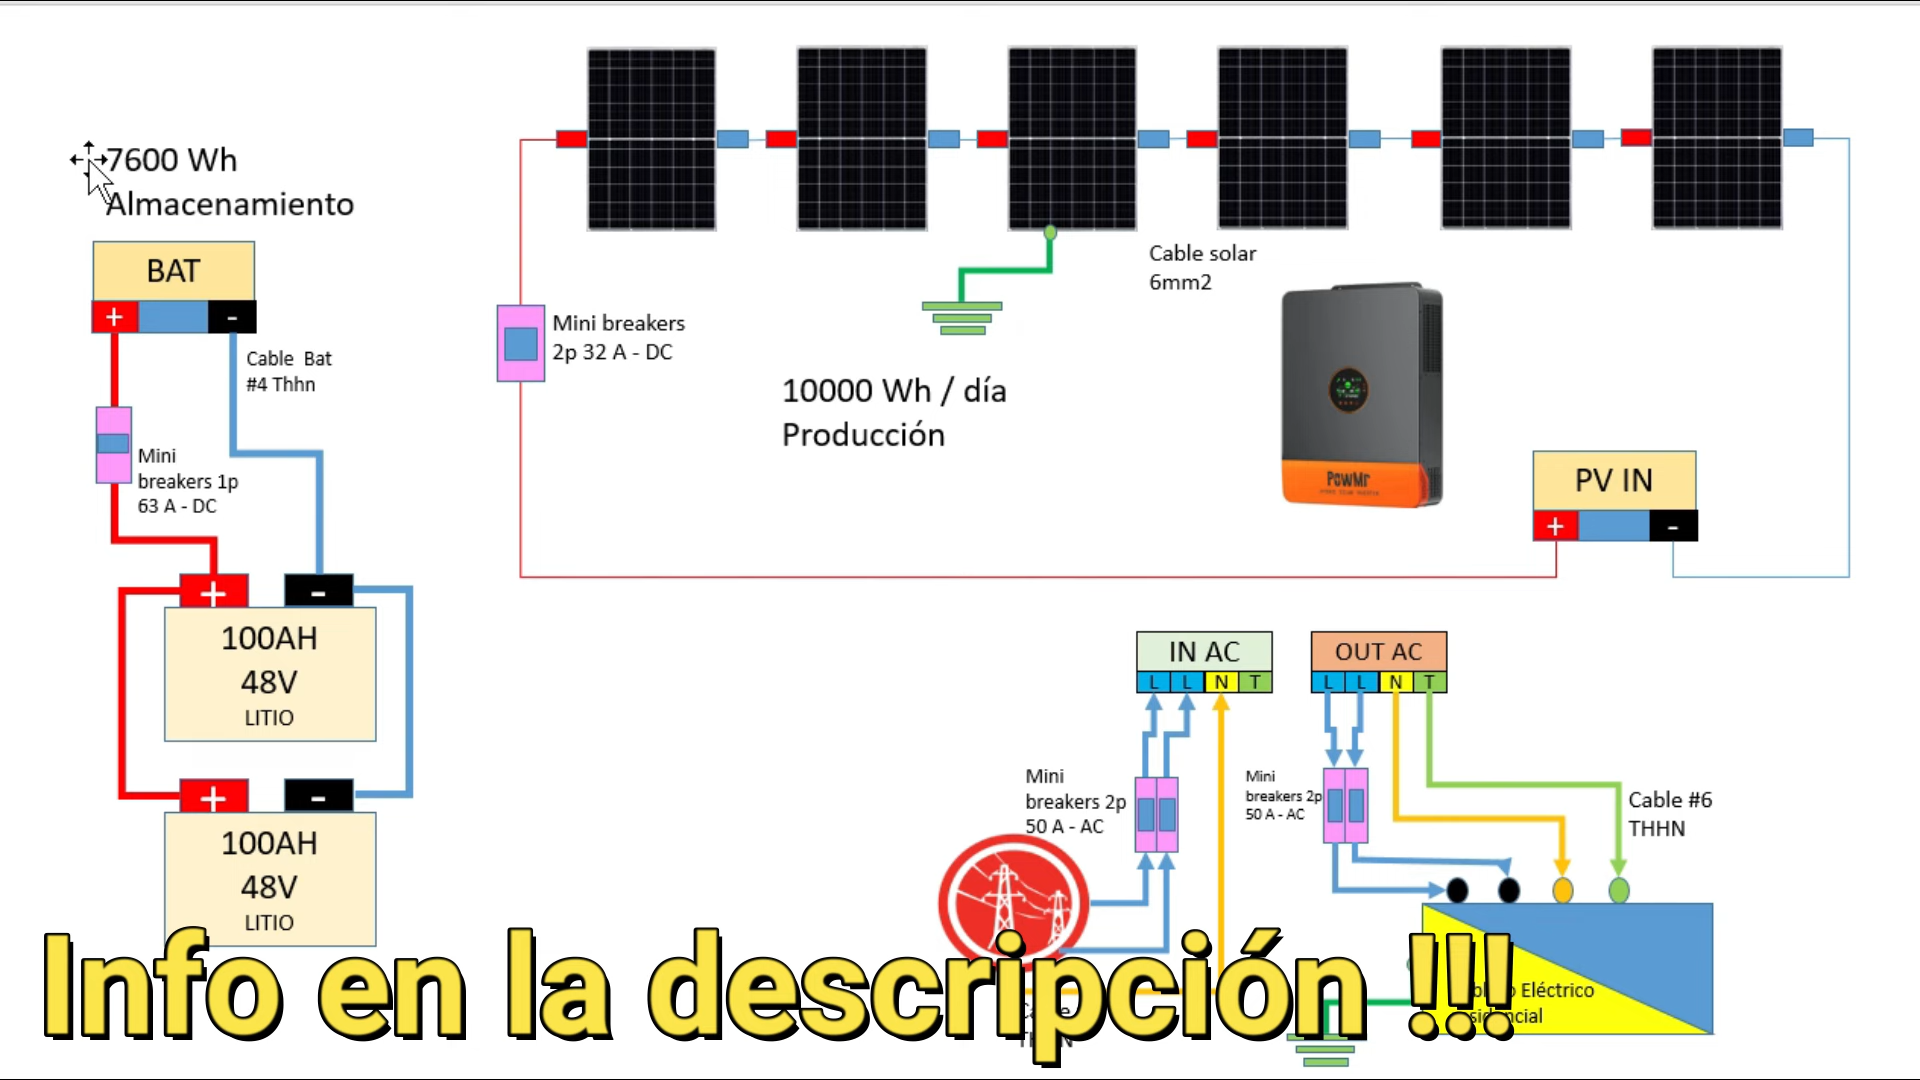 7600 Wh
Almacenamiento
BAT
+ -
Cable Bat
#4 Thhn
Mini
breakers 1p
63 A - DC
+ -
100AH
48V
LITIO
+ -
100AH
48V
LITIO
Mini breakers
2p 32 A - DC
Cable solar
6mm2
10000 Wh / día
Producción
PowMr
PV IN
+ -
IN AC
L L N T
OUT AC
L L N T
Mini
breakers 2p
50 A - AC
Mini
breakers 2p
50 A - AC
Cable #6
THHN
Eléctrico
Info en la descripción !!!